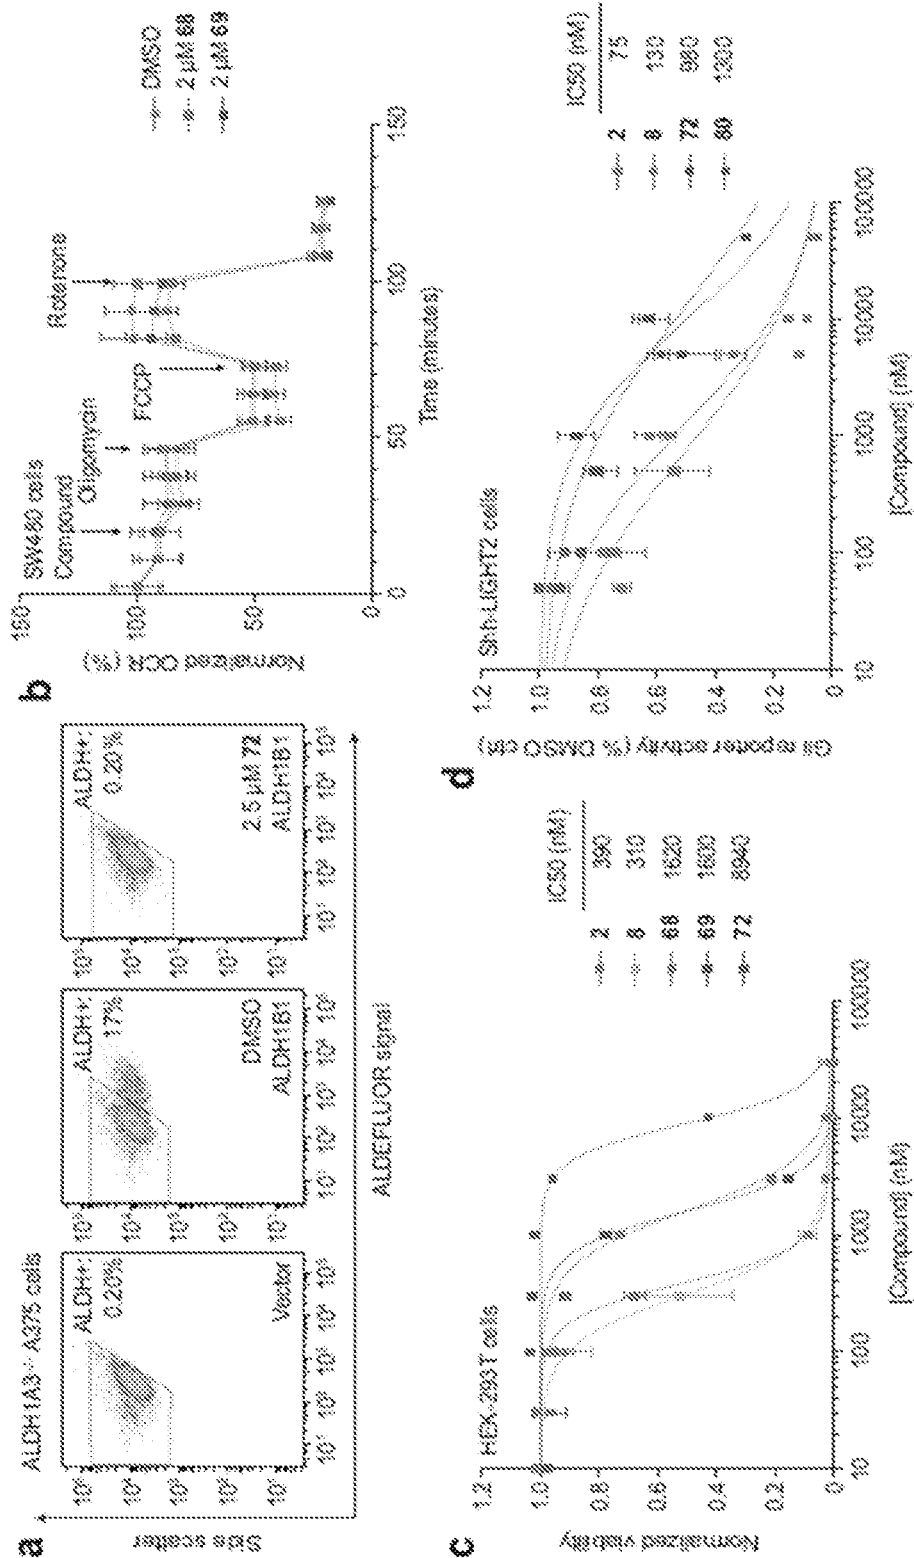 a
ALDH1A3-/- A375 cells
ALDH+:
0.20%
Vector
ALDH+:
17%
DMSO
ALDH1B1
ALDH+:
0.20%
2.5 µM 72
ALDH1B1
Side scatter
ALDEFLUOR signal
b
SW480 cells
Compound
Oligomycin
FCCP
Rotenone
Normalized OCR (%)
150
100
50
0
0
50
100
150
Time (minutes)
DMSO
2 µM 68
2 µM 69
c
HEK-293T cells
Normalized viability
1.2
1.0
0.8
0.6
0.4
0.2
0
10
100
1000
10000
100000
[Compound] (nM)
IC50 (nM)
2 390
8 310
68 1620
69 1600
72 8940
d
Shh-LIGHT2 cells
Gli reporter activity (% DMSO ctrl)
1.2
1.0
0.8
0.6
0.4
0.2
0
10
100
1000
10000
100000
[Compound] (nM)
IC50 (nM)
2 75
8 130
72
1300